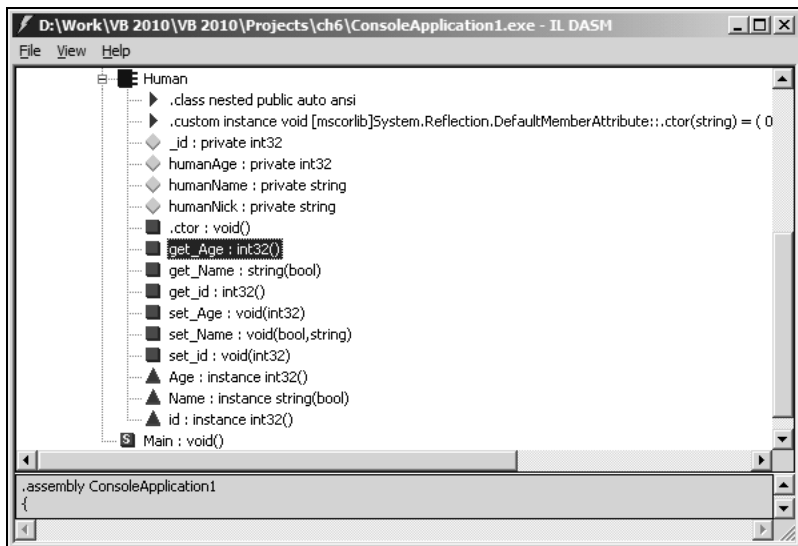 D:\Work\VB 2010\VB 2010\Projects\ch6\ConsoleApplication1.exe - IL DASM
File View Help
Human
.class nested public auto ansi
.custom instance void [mscorlib]System.Reflection.DefaultMemberAttribute::.ctor(string) = ( 0
_id : private int32
humanAge : private int32
humanName : private string
humanNick : private string
.ctor : void()
get_Age : int32()
get_Name : string(bool)
get_id : int32()
set_Age : void(int32)
set_Name : void(bool,string)
set_id : void(int32)
Age : instance int32()
Name : instance string(bool)
id : instance int32()
S Main : void()
.assembly ConsoleApplication1
{